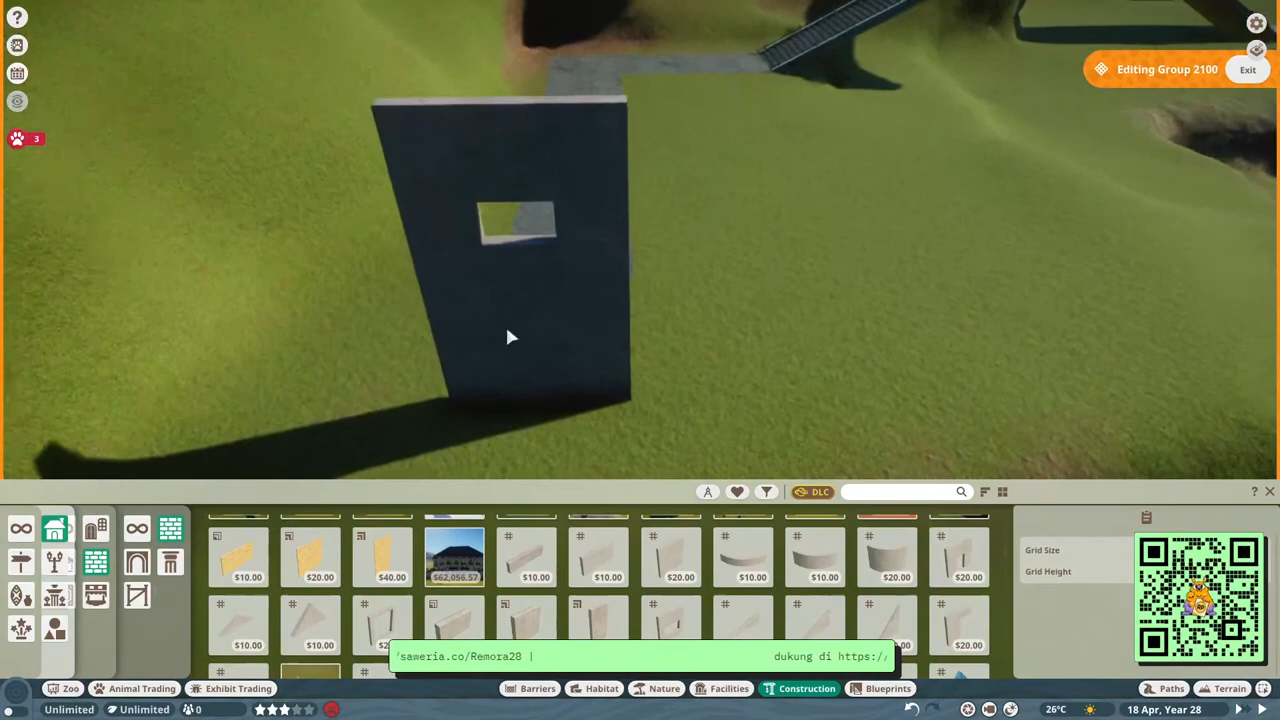 ?
Editing Group 2100
Exit
3
DLC
? ×
$10.00
$20.00
$40.00
$62,056.57
$10.00
$10.00
$20.00
$10.00
$10.00
$20.00
$20.00
$10.00
$10.00
Grid Size
Grid Height
/saweria.co/Remora28 | dukung di https://
Zoo
Animal Trading
Exhibit Trading
Barriers
Habitat
Nature
Facilities
Construction
Blueprints
Paths
Terrain
Unlimited
Unlimited
0
26°C
18 Apr, Year 28